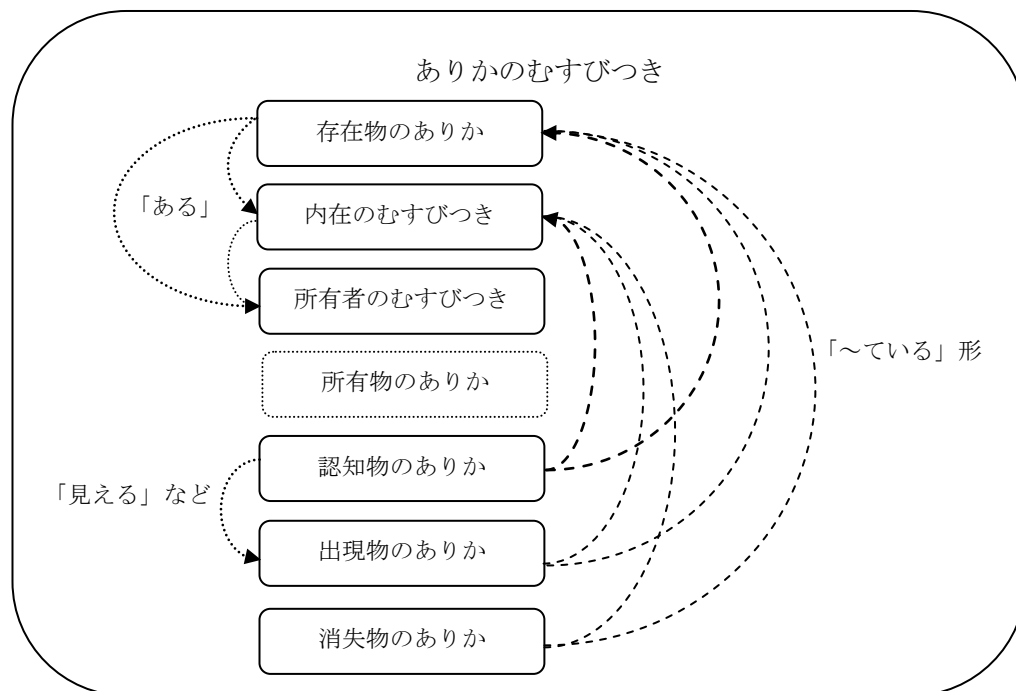 ありかのむすびつき
存在物のありか
内在のむすびつき
「ある」
所有者のむすびつき
「～ている」形
所有物のありか
認知物のありか
「見える」など
出現物のありか
消失物のありか